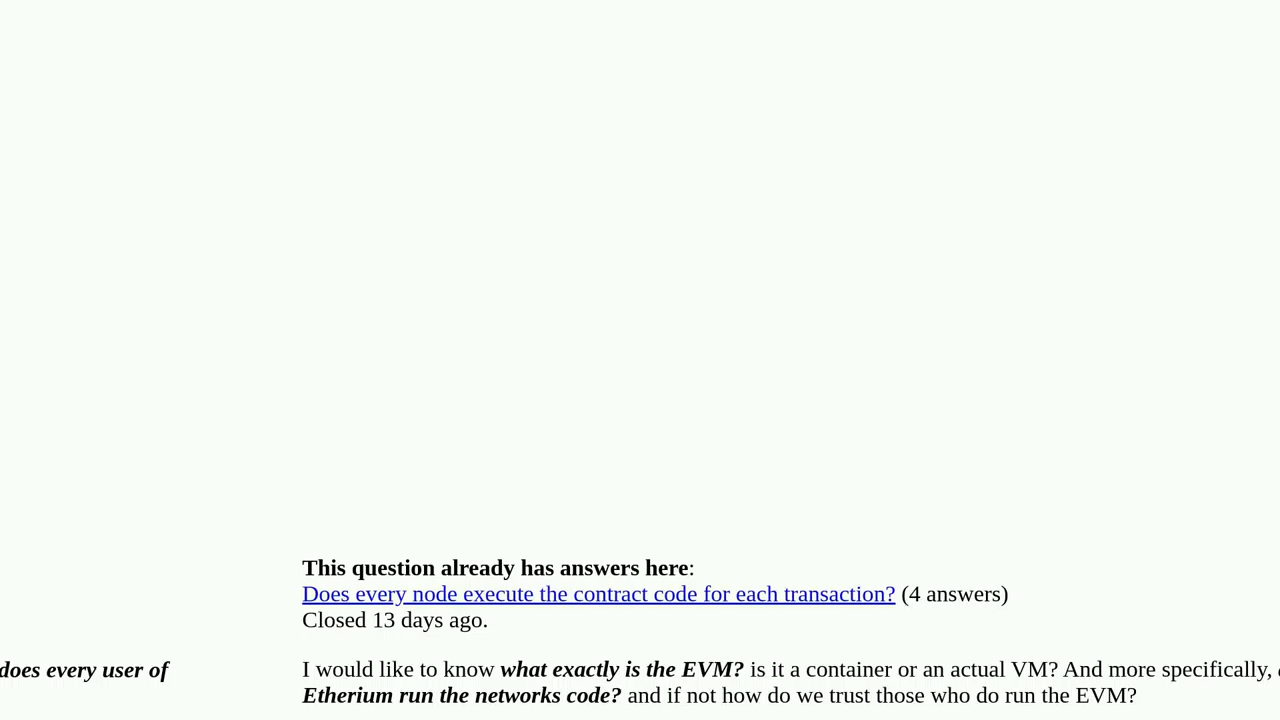 This question already has answers here:
Does every node execute the contract code for each transaction? (4 answers)
Closed 13 days ago.
does every user of
I would like to know what exactly is the EVM? is it a container or an actual VM? And more specifically,
Etherium run the networks code? and if not how do we trust those who do run the EVM?